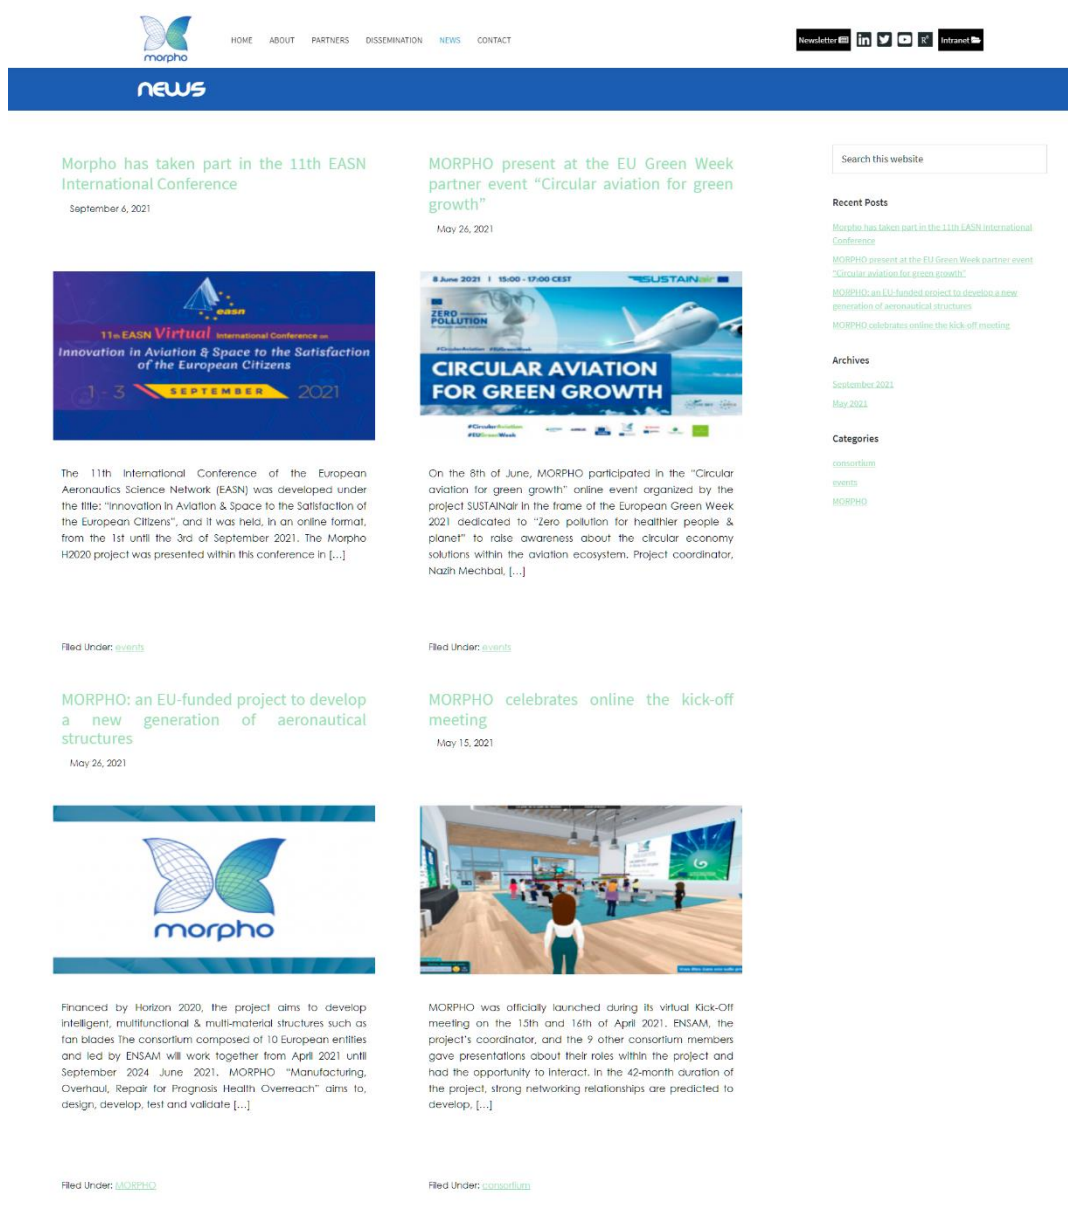 morpho
HOME ABOUT PARTNERS DISSEMINATION NEWS CONTACT
Newsletter
Intranet
news
Morpho has taken part in the 11th EASN
International Conference
September 6, 2021
easn
11th EASN Virtual International Conference on
Innovation in Aviation & Space to the Satisfaction
of the European Citizens
1 - 3 SEPTEMBER 2021
The 11th International Conference of the European
Aeronautics Science Network (EASN) was developed under
the title: “Innovation in Aviation & Space to the Satisfaction of
the European Citizens”, and it was held, in an online format,
from the 1st until the 3rd of September 2021. The Morpho
H2020 project was presented within this conference in […]
Filed Under: events
MORPHO present at the EU Green Week
partner event “Circular aviation for green
growth”
May 26, 2021
8 June 2021 | 15:00 - 17:00 CEST
SUSTAINair
ZERO
POLLUTION
CIRCULAR AVIATION
FOR GREEN GROWTH
#CircularAviation
#EUGreenWeek
On the 8th of June, MORPHO participated in the “Circular
aviation for green growth” online event organized by the
project SUSTAINair in the frame of the European Green Week
2021 dedicated to “Zero pollution for healthier people &
planet” to raise awareness about the circular economy
solutions within the aviation ecosystem. Project coordinator,
Nazih Mechbal, […]
Filed Under: events
MORPHO: an EU-funded project to develop
a new generation of aeronautical
structures
May 26, 2021
morpho
Financed by Horizon 2020, the project aims to develop
intelligent, multifunctional & multi-material structures such as
fan blades The consortium composed of 10 European entities
and led by ENSAM will work together from April 2021 until
September 2024 June 2021. MORPHO “Manufacturing,
Overhaul, Repair for Prognosis Health Overreach” aims to,
design, develop, test and validate […]
Filed Under: MORPHO
MORPHO celebrates online the kick-off
meeting
May 15, 2021
MORPHO was officially launched during its virtual Kick-Off
meeting on the 15th and 16th of April 2021. ENSAM, the
project’s coordinator, and the 9 other consortium members
gave presentations about their roles within the project and
had the opportunity to interact. In the 42-month duration of
the project, strong networking relationships are predicted to
develop, […]
Filed Under: consortium
Search this website
Recent Posts
Morpho has taken part in the 11th EASN International
Conference
MORPHO present at the EU Green Week partner event
“Circular aviation for green growth”
MORPHO: an EU-funded project to develop a new
generation of aeronautical structures
MORPHO celebrates online the kick-off meeting
Archives
September 2021
May 2021
Categories
consortium
events
MORPHO